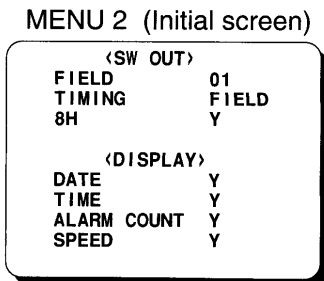 MENU 2 (Initial screen)
<SW OUT>
FIELD 01
TIMING FIELD
8H Y
<DISPLAY>
DATE Y
TIME Y
ALARM COUNT Y
SPEED Y